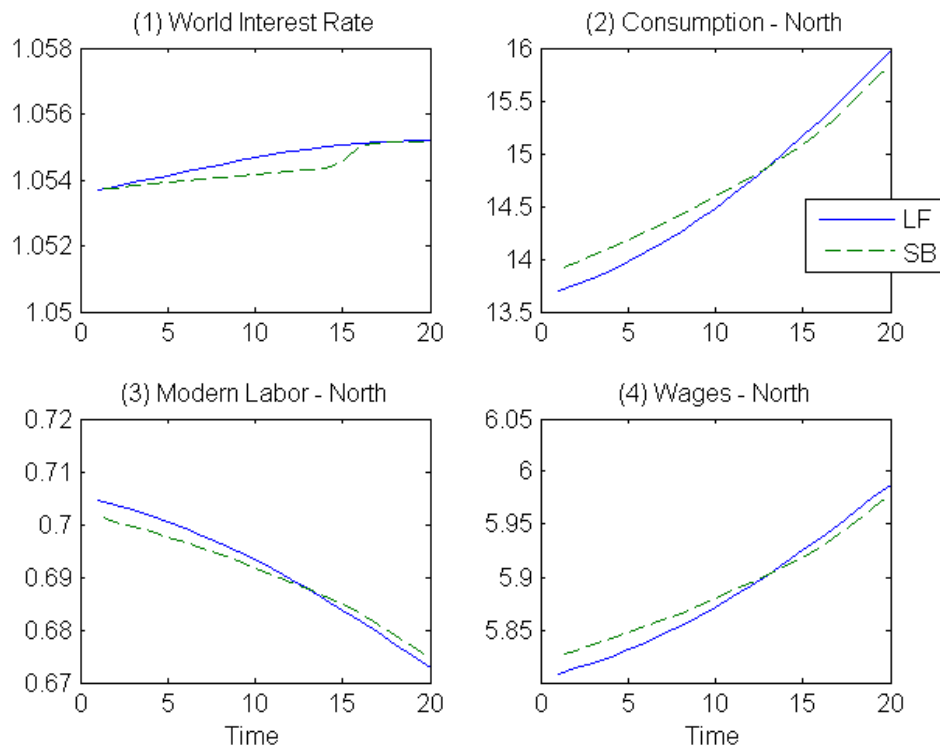 (1) World Interest Rate
1.058
1.056
1.054
1.052
1.05
0 5 10 15 20
(2) Consumption - North
16
15.5
15
14.5
14
13.5
0 5 10 15 20
LF
SB
(3) Modern Labor - North
0.72
0.71
0.7
0.69
0.68
0.67
0 5 10 15 20
Time
(4) Wages - North
6.05
6
5.95
5.9
5.85
0 5 10 15 20
Time